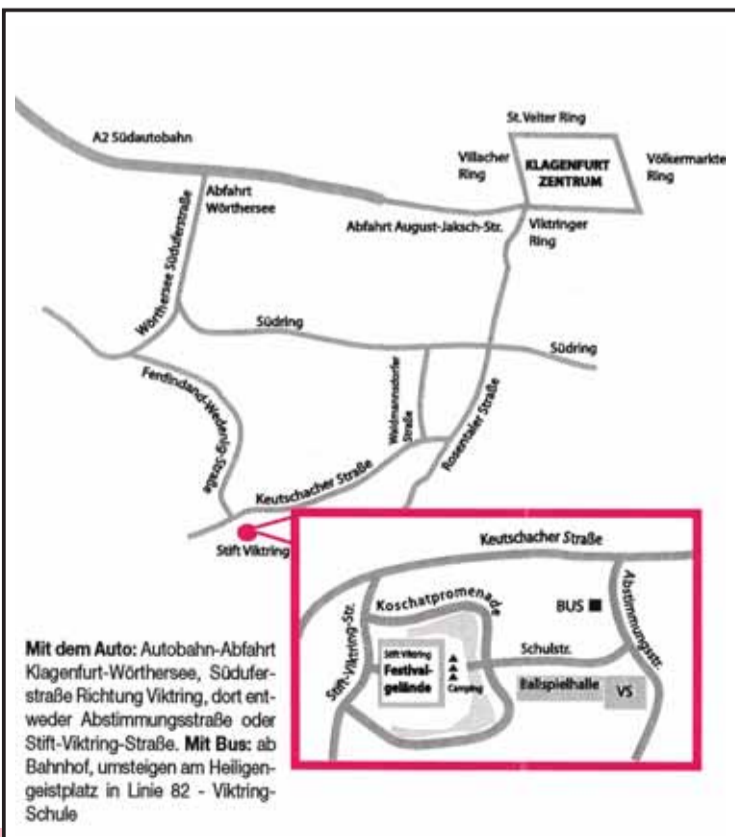 St. Veiter Ring
A2 Südautobahn
Villacher
Ring
KLAGENFURT
ZENTRUM
Völkermarkte
Ring
Abfahrt
Wörthersee
Abfahrt August-Jaksch-Str.
Viktringer
Ring
Wörthersee Süduferstraße
Südring
Südring
Ferdinand-Wedenig-Straße
Waidmannsdorfer
Straße
Rosentaler Straße
Keutschacher Straße
Stift Viktring
Keutschacher Straße
Koschatpromenade
BUS
Abstimmungsstr.
Stift-Viktring-Str.
Stift Viktring
Festival-
gelände
Camping
Schulstr.
Ballspielhalle
VS
Mit dem Auto: Autobahn-Abfahrt
Klagenfurt-Wörthersee, Südufer-
straße Richtung Viktring, dort ent-
weder Abstimmungsstraße oder
Stift-Viktring-Straße. Mit Bus: ab
Bahnhof, umsteigen am Heiligen-
geistplatz in Linie 82 - Viktring-
Schule